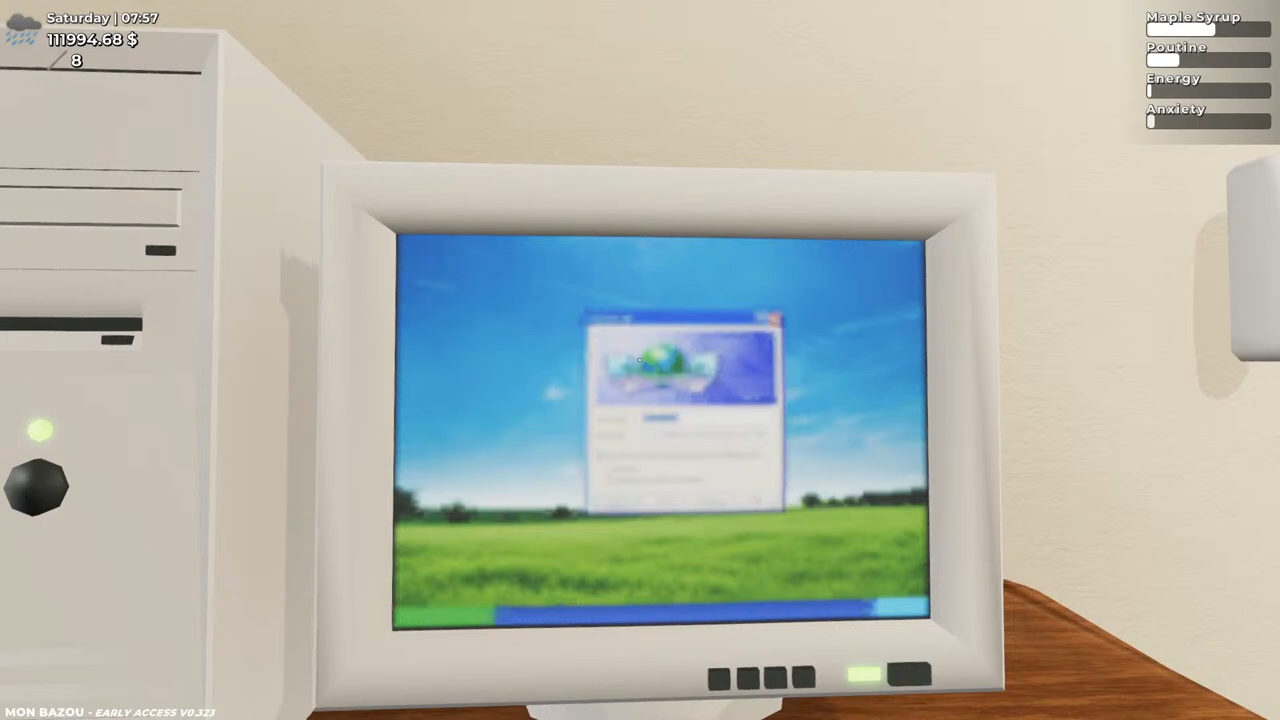 Saturday | 07:57
111994.68 $
8
Maple Syrup
Poutine
Energy
Anxiety
MON BAZOU - EARLY ACCESS V0.323